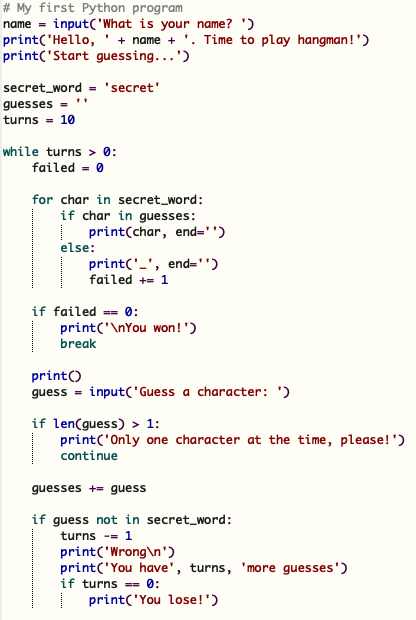 # My first Python program
name = input('What is your name? ')
print('Hello, ' + name + '. Time to play hangman!')
print('Start guessing...')

secret_word = 'secret'
guesses = ''
turns = 10

while turns > 0:
    failed = 0

    for char in secret_word:
        if char in guesses:
            print(char, end='')
        else:
            print('_', end='')
            failed += 1

    if failed == 0:
        print('\nYou won!')
        break

    print()
    guess = input('Guess a character: ')

    if len(guess) > 1:
        print('Only one character at the time, please!')
        continue

    guesses += guess

    if guess not in secret_word:
        turns -= 1
        print('Wrong\n')
        print('You have', turns, 'more guesses')
        if turns == 0:
            print('You lose!')